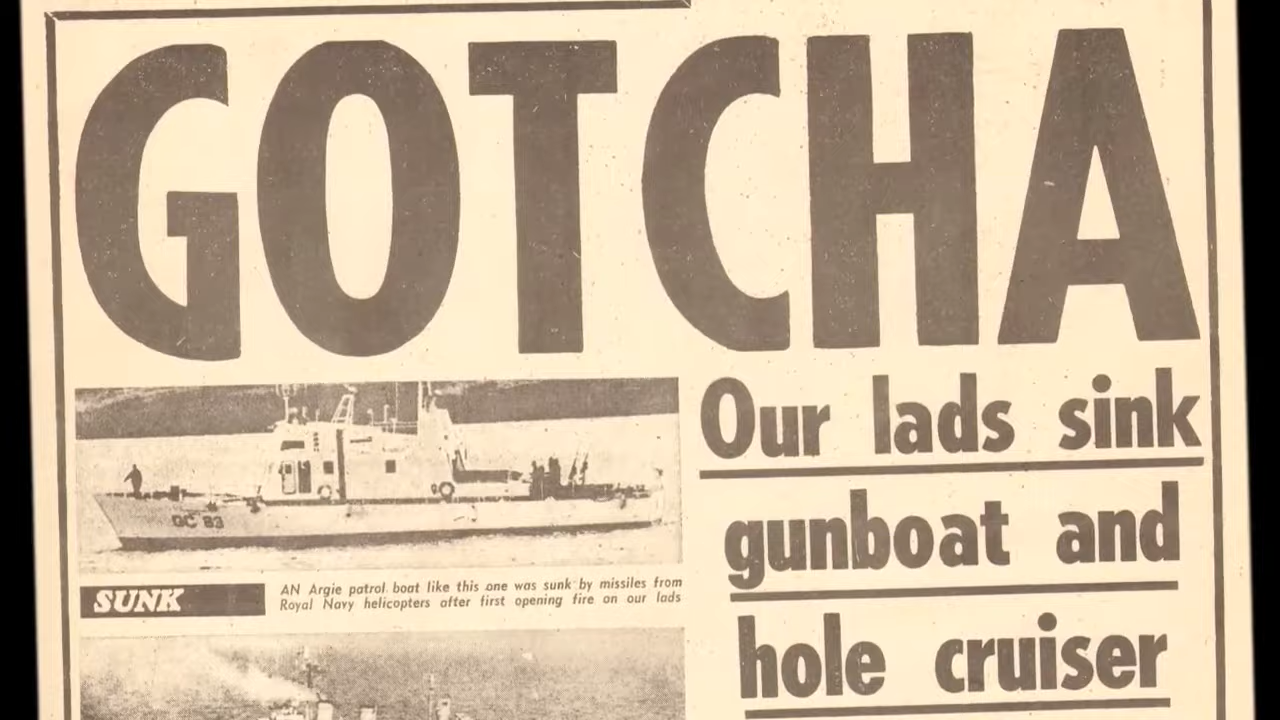 GOTCHA
Our lads sink
gunboat and
hole cruiser
GC 83
SUNK
AN Argie patrol boat like this one was sunk by missiles from
Royal Navy helicopters after first opening fire on our lads